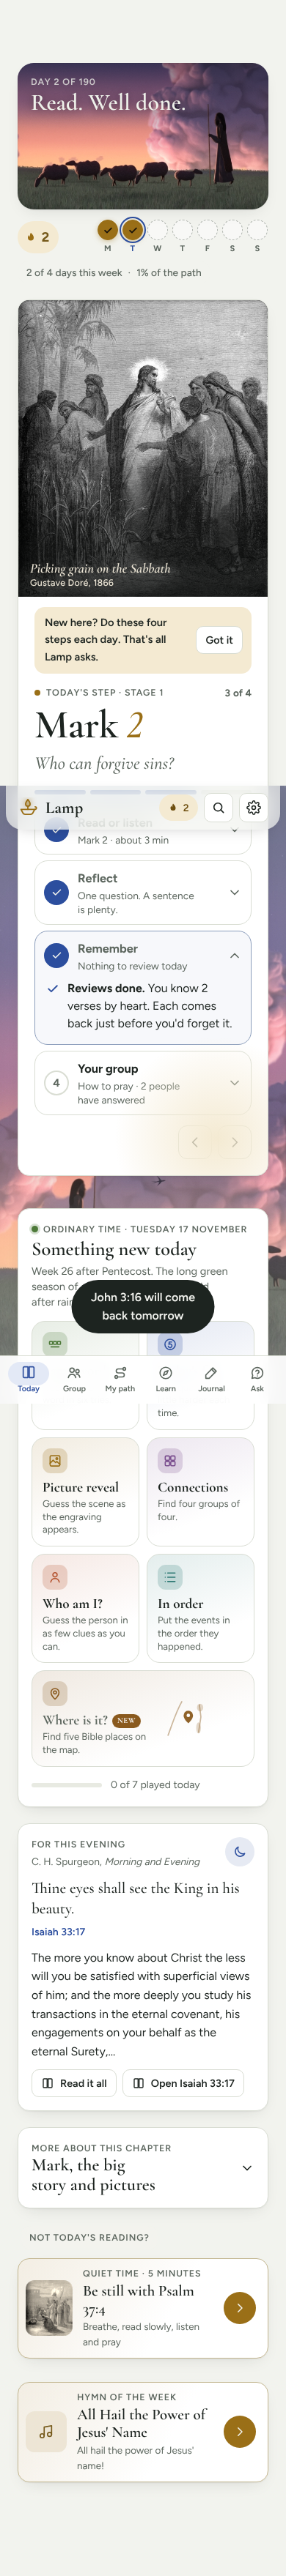 DAY 2 OF 190
Read. Well done.
2
M T W T F S S
2 of 4 days this week · 1% of the path
Picking grain on the Sabbath
Gustave Doré, 1866
New here? Do these four
steps each day. That's all
Lamp asks.
Got it
TODAY'S STEP · STAGE 1
3 of 4
Mark 2
Who can forgive sins?
Lamp
2
Read or listen
Mark 2 · about 3 min
Reflect
One question. A sentence
is plenty.
Remember
Nothing to review today
Reviews done. You know 2
verses by heart. Each comes
back just before you'd forget it.
4
Your group
How to pray · 2 people
have answered
ORDINARY TIME · TUESDAY 17 NOVEMBER
Something new today
Week 26 after Pentecost. The long green
season of
after rain
John 3:16 will come
back tomorrow
Today
Group
My path
Learn
Journal
Ask
time.
Picture reveal
Guess the scene as
the engraving
appears.
Connections
Find four groups of
four.
Who am I?
Guess the person in
as few clues as you
can.
In order
Put the events in
the order they
happened.
Where is it? NEW
Find five Bible places on
the map.
0 of 7 played today
FOR THIS EVENING
C. H. Spurgeon, Morning and Evening
Thine eyes shall see the King in his
beauty.
Isaiah 33:17
The more you know about Christ the less
will you be satisfied with superficial views
of him; and the more deeply you study his
transactions in the eternal covenant, his
engagements on your behalf as the
eternal Surety,...
Read it all
Open Isaiah 33:17
MORE ABOUT THIS CHAPTER
Mark, the big
story and pictures
NOT TODAY'S READING?
QUIET TIME · 5 MINUTES
Be still with Psalm
37:4
Breathe, read slowly, listen
and pray
HYMN OF THE WEEK
All Hail the Power of
Jesus' Name
All hail the power of Jesus'
name!